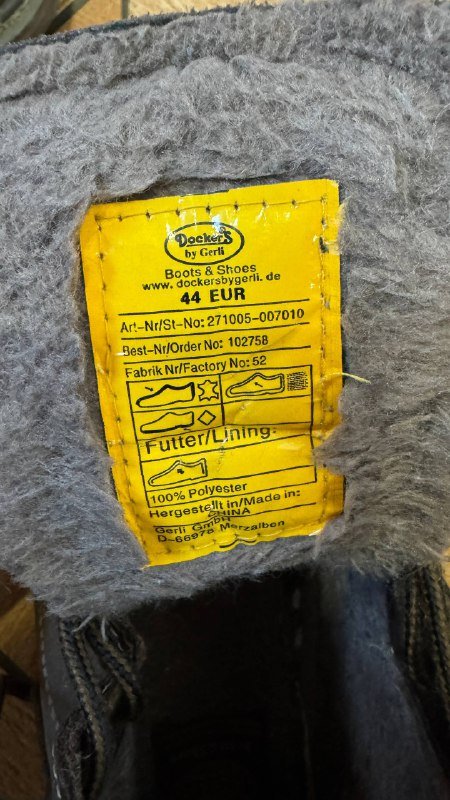 Dockers
by Gerli
Boots & Shoes
www.dockersbygerli.de
44 EUR
Art-Nr/St-No: 271005-007010
Best-Nr/Order No: 102758
Fabrik Nr/Factory No: 52
Futter/Lining:
100% Polyester
Hergestellt in/Made in:
CHINA
Gerli GmbH
D-66978 Merzalben